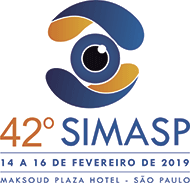 42º SIMASP
14 A 16 DE FEVEREIRO DE 2019
MAKSOUD PLAZA HOTEL - SÃO PAULO